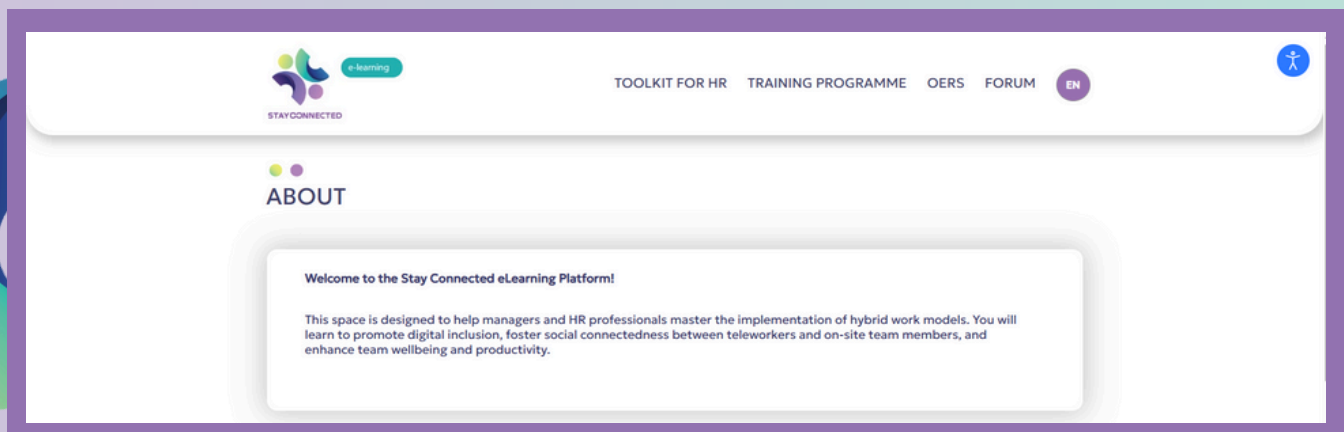 e-learning
STAY CONNECTED
TOOLKIT FOR HR TRAINING PROGRAMME OERS FORUM EN
ABOUT
Welcome to the Stay Connected eLearning Platform!
This space is designed to help managers and HR professionals master the implementation of hybrid work models. You will
learn to promote digital inclusion, foster social connectedness between teleworkers and on-site team members, and
enhance team wellbeing and productivity.